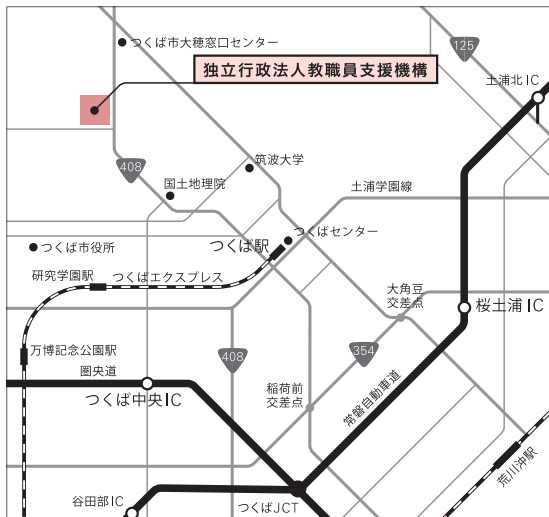 つくば市大穂窓口センター
125
独立行政法人教職員支援機構
土浦北IC
408
筑波大学
国土地理院
土浦学園線
つくば市役所
つくば駅
つくばセンター
研究学園駅
つくばエクスプレス
大角豆
交差点
桜土浦IC
万博記念公園駅
圏央道
408
354
つくば中央IC
稲荷前
交差点
常磐自動車道
荒川沖駅
谷田部IC
つくばJCT